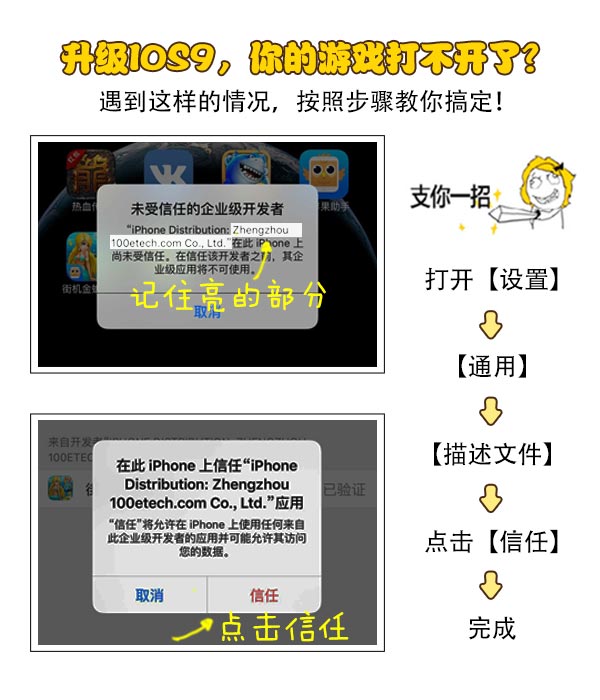 升级IOS9，你的游戏打不开了？
遇到这样的情况，按照步骤教你搞定！
热血传
果助手
未受信任的企业级开发者
“iPhone Distribution: Zhengzhou
100etech.com Co., Ltd.”在此 iPhone 上
尚未受信任。在信任该开发者之前，其企
业级应用将不可使用。
街机金蟾
记住亮的部分
取消
支你一招
打开【设置】
【通用】
【描述文件】
点击【信任】
完成
来自开发者“IPHONE DISTRIBUTION: ZHENGZHOU
100ETEC
已验证
在此 iPhone 上信任“iPhone
Distribution: Zhengzhou
100etech.com Co., Ltd.”应用
“信任”将允许在 iPhone 上使用任何来自
此企业级开发者的应用并可能允许其访问
您的数据。
取消
信任
点击信任